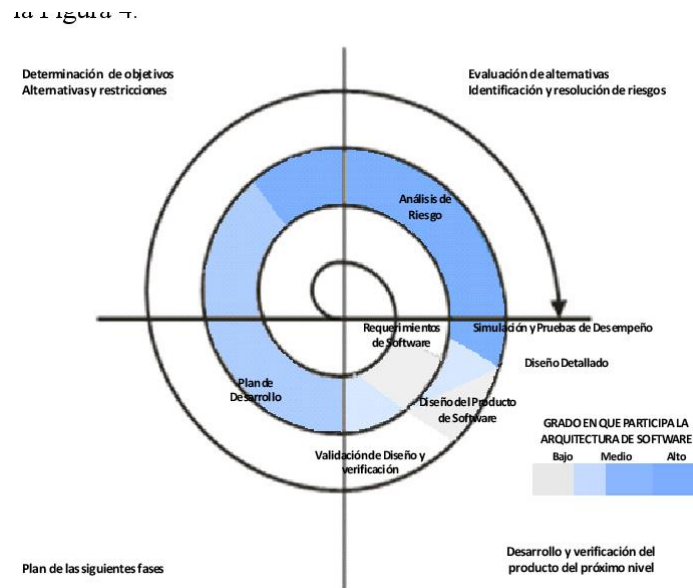 la Figura 4.
Determinación de objetivos
Alternativas y restricciones
Evaluación de alternativas
Identificación y resolución de riesgos
Análisis de
Riesgo
Requerimientos
de Software
Simulación y Pruebas de Desempeño
Diseño Detallado
Plan de
Desarrollo
Diseño del Producto
de Software
GRADO EN QUE PARTICIPA LA
ARQUITECTURA DE SOFTWARE
Bajo Medio Alto
Validación de Diseño y
verificación
Plan de las siguientes fases
Desarrollo y verificación del
producto del próximo nivel